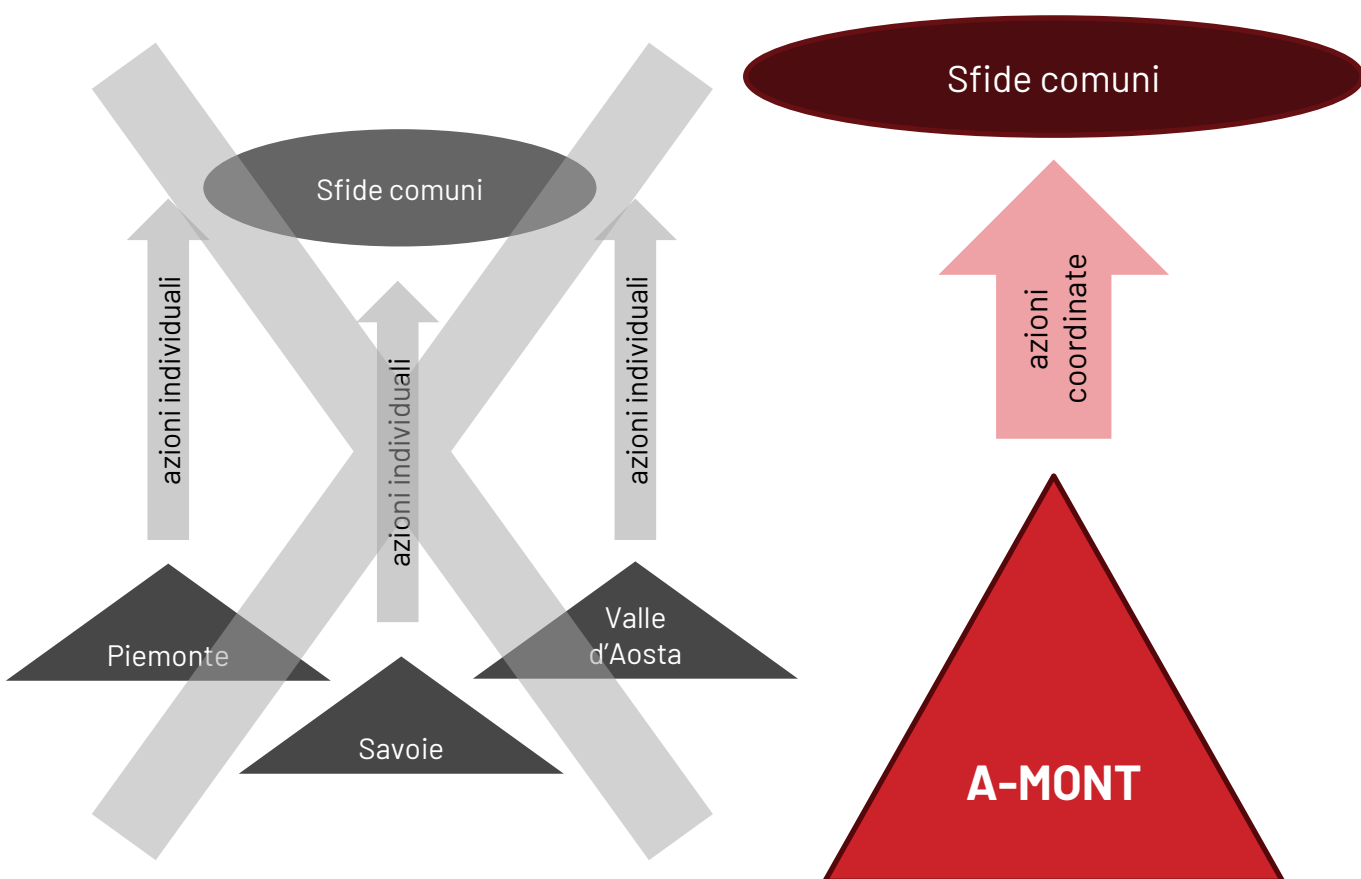 Sfide comuni
azioni individuali
azioni individuali
azioni individuali
Piemonte
Savoie
Valle
d'Aosta
Sfide comuni
azioni
coordinate
A-MONT